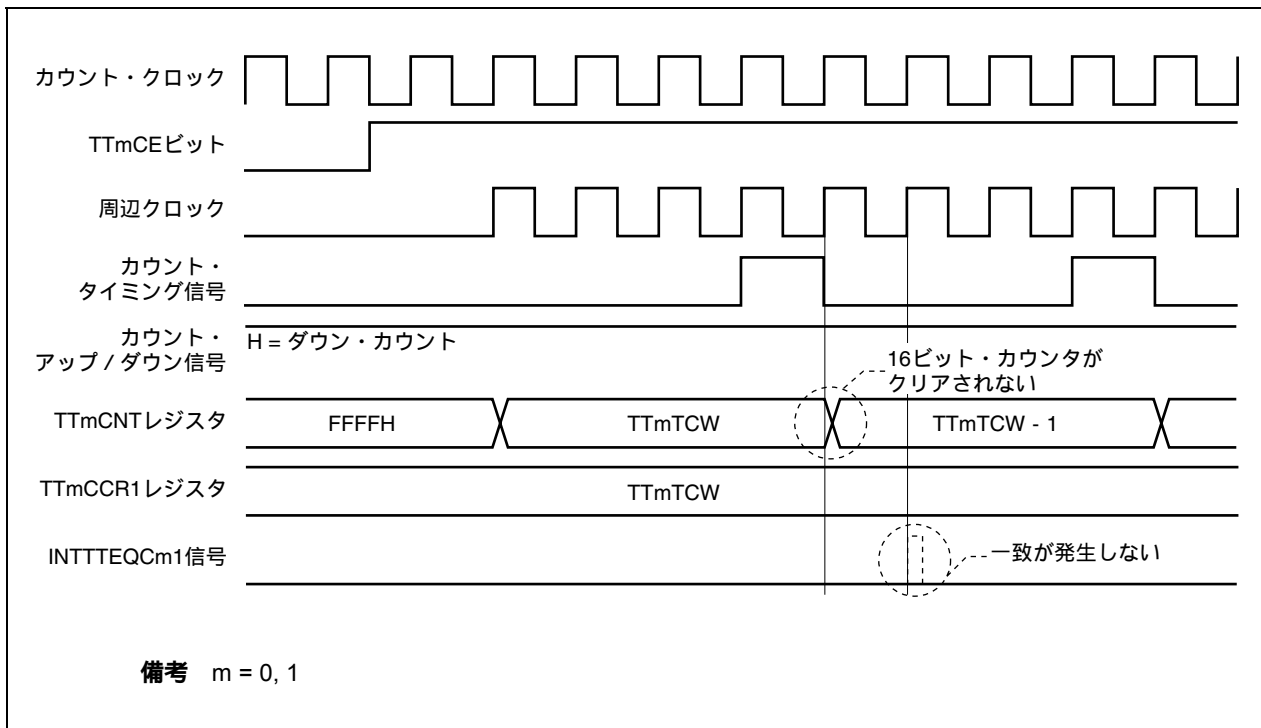 カウント・クロック
TTmCEビット
周辺クロック
カウント・
タイミング信号
カウント・
アップ / ダウン信号
H = ダウン・カウント
16ビット・カウンタが
クリアされない
TTmCNTレジスタ
FFFFH
TTmTCW
TTmTCW - 1
TTmCCR1レジスタ
TTmTCW
INTTTEQCm1信号
一致が発生しない
備考 m = 0, 1